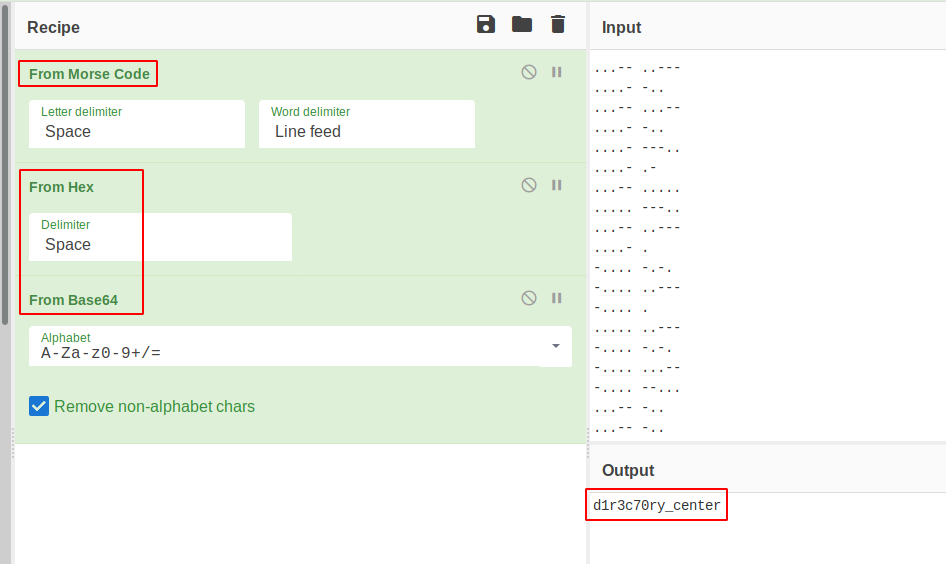 Recipe
From Morse Code
Letter delimiter
Space
Word delimiter
Line feed
From Hex
Delimiter
Space
From Base64
Alphabet
A-Za-z0-9+/=
Remove non-alphabet chars
Input
...-- ..---
....- -..
...-- ...--
....- -..
....- ---..
....- .-
...-- .....
..... ---..
...-- ..---
....- .
-.... -.-.
-.... ..---
-.... .
..... ..---
-.... -.-.
-.... ...--
-.... --...
...-- -..
...-- -..
Output
d1r3c70ry_center